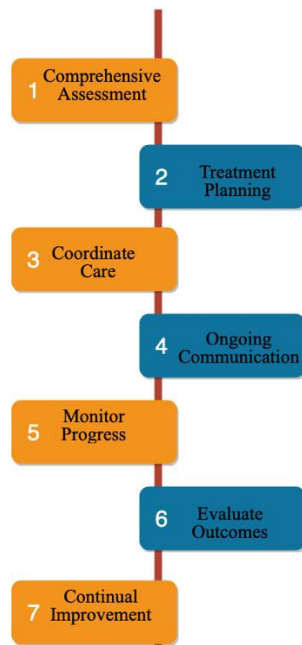 1 Comprehensive
Assessment
2 Treatment
Planning
3 Coordinate
Care
4 Ongoing
Communication
5 Monitor
Progress
6 Evaluate
Outcomes
7 Continual
Improvement